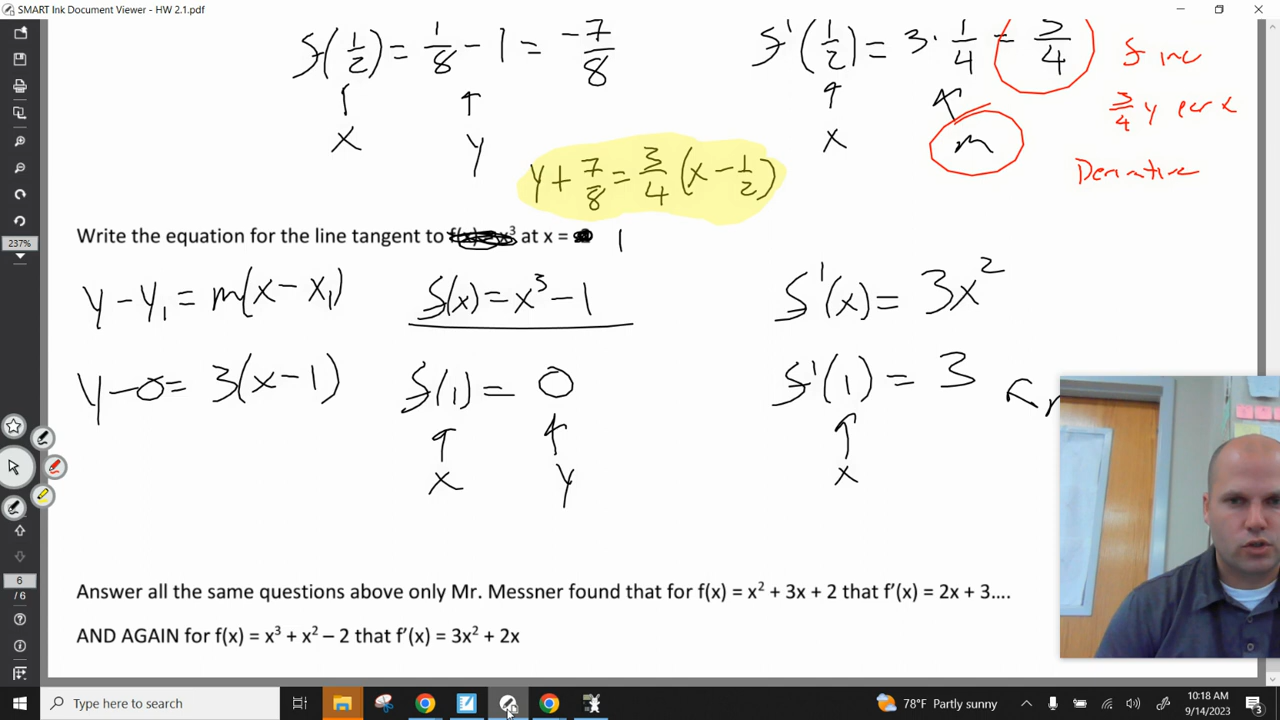 SMART Ink Document Viewer - HW 2.1.pdf
f(1/2) = 1/8 - 1 = -7/8
f'(1/2) = 3 · 1/4 = 3/4
f inc
3/4 y per x
x
y
x
m
Derivative
y + 7/8 = 3/4 (x - 1/2)
237%
Write the equation for the line tangent to at x = 1
y - y₁ = m(x - x₁)
f(x) = x³ - 1
f'(x) = 3x²
y - 0 = 3(x - 1)
f(1) = 0
f'(1) = 3
x
y
x
6
/ 6
Answer all the same questions above only Mr. Messner found that for f(x) = x² + 3x + 2 that f'(x) = 2x + 3....
AND AGAIN for f(x) = x³ + x² – 2 that f'(x) = 3x² + 2x
Type here to search
78°F Partly sunny
10:18 AM
9/14/2023
3